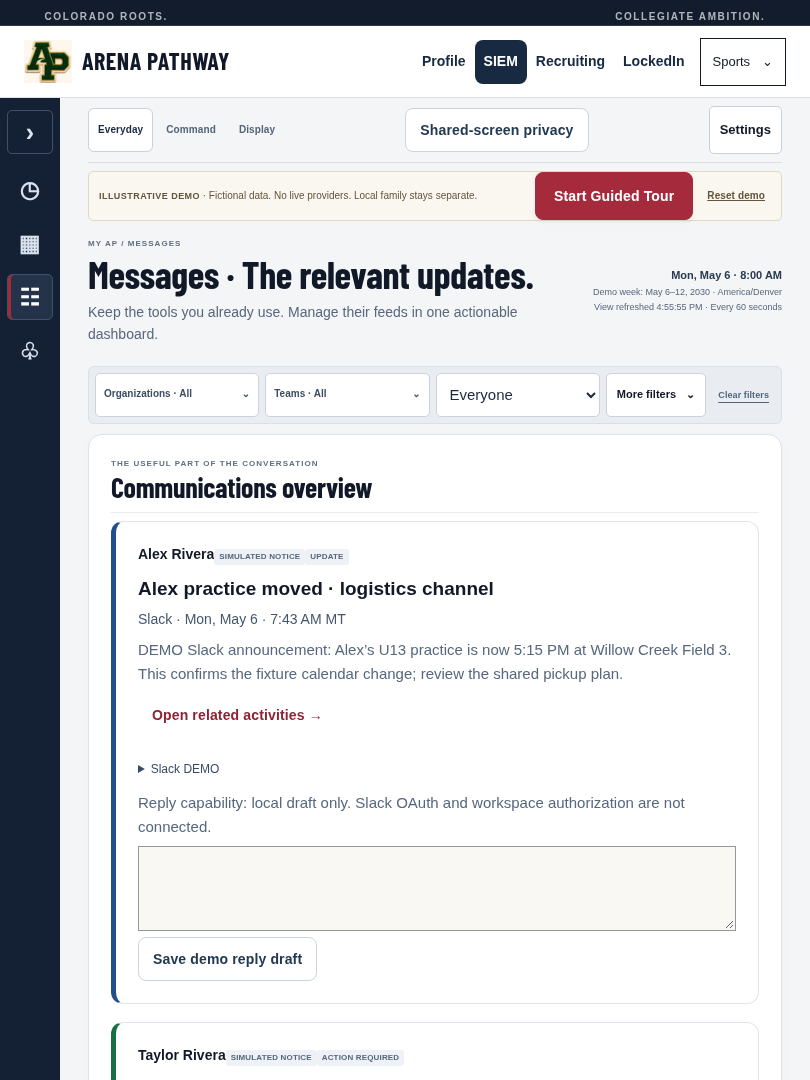 COLORADO ROOTS. COLLEGIATE AMBITION.
AP ARENA PATHWAY Profile SIEM Recruiting LockedIn Sports
Everyday Command Display Shared-screen privacy Settings
ILLUSTRATIVE DEMO · Fictional data. No live providers. Local family stays separate. Start Guided Tour Reset demo
MY AP / MESSAGES
Messages · The relevant updates.
Mon, May 6 · 8:00 AM
Demo week: May 6–12, 2030 · America/Denver
View refreshed 4:55:55 PM · Every 60 seconds
Keep the tools you already use. Manage their feeds in one actionable
dashboard.
Organizations · All Teams · All Everyone More filters Clear filters
THE USEFUL PART OF THE CONVERSATION
Communications overview
Alex Rivera SIMULATED NOTICE UPDATE
Alex practice moved · logistics channel
Slack · Mon, May 6 · 7:43 AM MT
DEMO Slack announcement: Alex’s U13 practice is now 5:15 PM at Willow Creek Field 3.
This confirms the fixture calendar change; review the shared pickup plan.
Open related activities →
Slack DEMO
Reply capability: local draft only. Slack OAuth and workspace authorization are not
connected.
Save demo reply draft
Taylor Rivera SIMULATED NOTICE ACTION REQUIRED